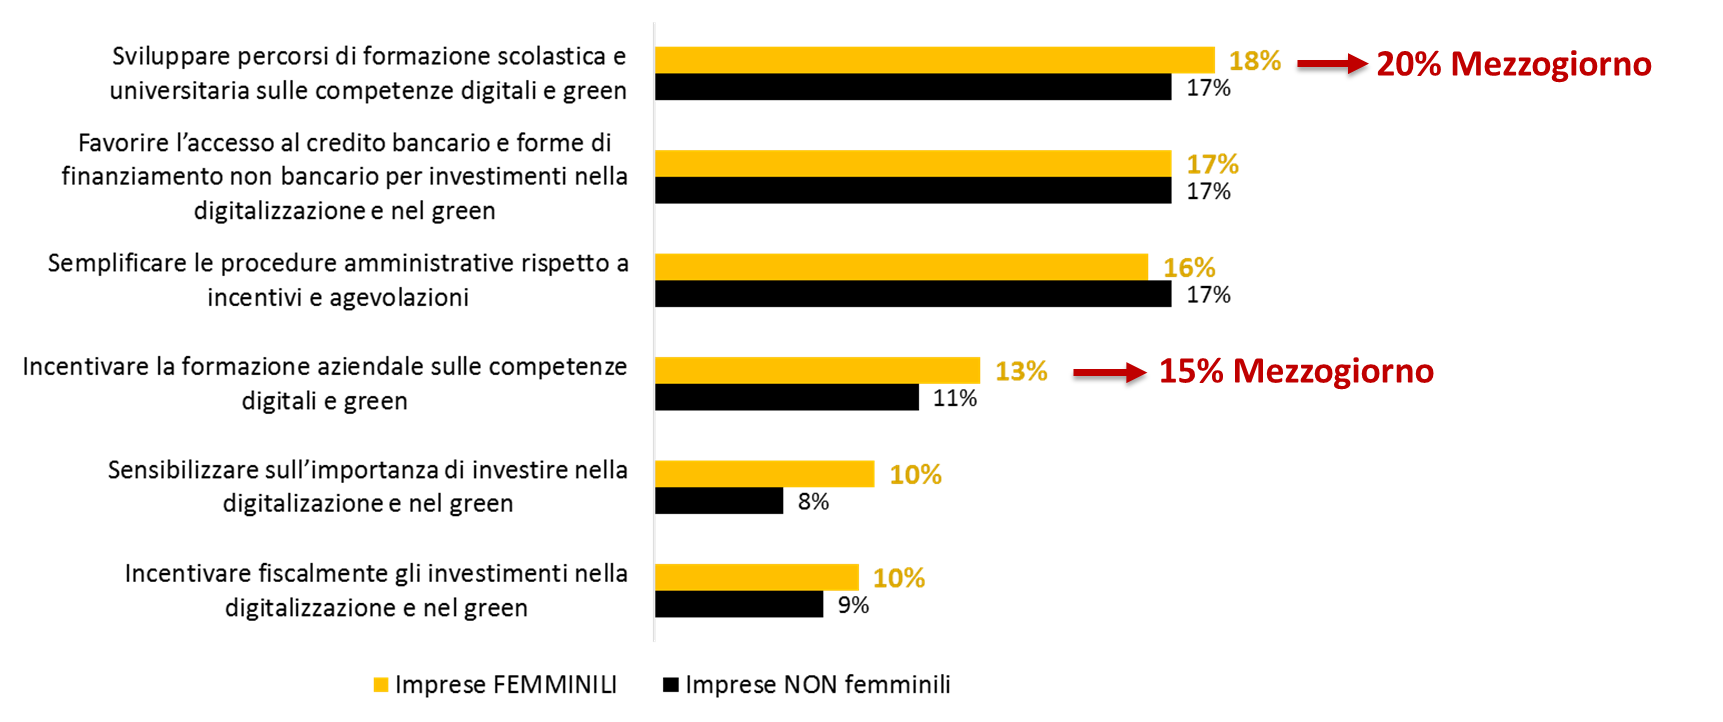 Sviluppare percorsi di formazione scolastica e
universitaria sulle competenze digitali e green
18%
20% Mezzogiorno
17%
Favorire l’accesso al credito bancario e forme di
finanziamento non bancario per investimenti nella
digitalizzazione e nel green
17%
17%
Semplificare le procedure amministrative rispetto a
incentivi e agevolazioni
16%
17%
Incentivare la formazione aziendale sulle competenze
digitali e green
13%
15% Mezzogiorno
11%
Sensibilizzare sull’importanza di investire nella
digitalizazione e nel green
10%
8%
Incentivare fiscalmente gli investimenti nella
digitalizzazione e nel green
10%
9%
Imprese FEMMINILI
Imprese NON femminili